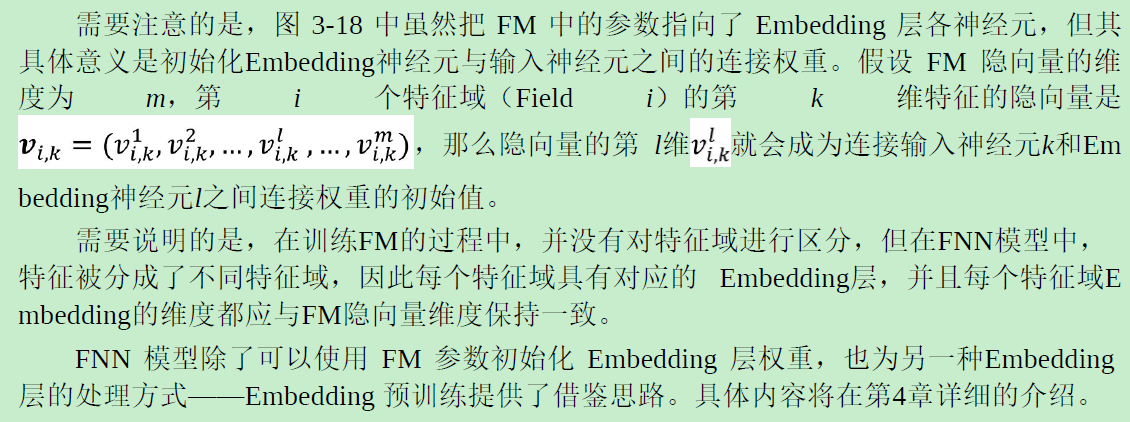 需要注意的是，图 3-18 中虽然把 FM 中的参数指向了 Embedding 层各神经元，但其
具体意义是初始化Embedding神经元与输入神经元之间的连接权重。假设 FM 隐向量的维
度为 m，第 i 个特征域（Field i）的第 k 维特征的隐向量是
v_{i,k} = (v^1_{i,k}, v^2_{i,k}, ..., v^l_{i,k}, ..., v^m_{i,k})，那么隐向量的第 l维v^l_{i,k}就会成为连接输入神经元k和Em
bedding神经元l之间连接权重的初始值。
需要说明的是，在训练FM的过程中，并没有对特征域进行区分，但在FNN模型中，
特征被分成了不同特征域，因此每个特征域具有对应的 Embedding层，并且每个特征域E
mbedding的维度都应与FM隐向量维度保持一致。
FNN 模型除了可以使用 FM 参数初始化 Embedding 层权重，也为另一种Embedding
层的处理方式——Embedding 预训练提供了借鉴思路。具体内容将在第4章详细的介绍。